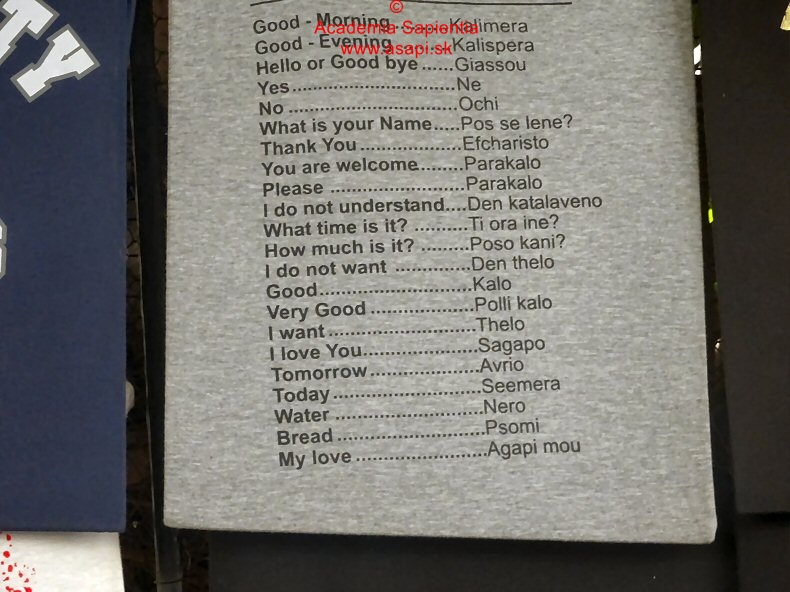 ©
Academia Sapientia
www.asapi.sk
TY
Good - Morning..........Kalimera
Good - Evening..........Kalispera
Hello or Good bye......Giassou
Yes..............................Ne
No ...............................Ochi
What is your Name.....Pos se lene?
Thank You...................Efcharisto
You are welcome........Parakalo
Please .........................Parakalo
I do not understand....Den katalaveno
What time is it? ..........Ti ora ine?
How much is it? .........Poso kani?
I do not want ..............Den thelo
Good............................Kalo
Very Good ...................Polli kalo
I want...........................Thelo
I love You.....................Sagapo
Tomorrow....................Avrio
Today...........................Seemera
Water ...........................Nero
Bread ...........................Psomi
My love ........................Agapi mou